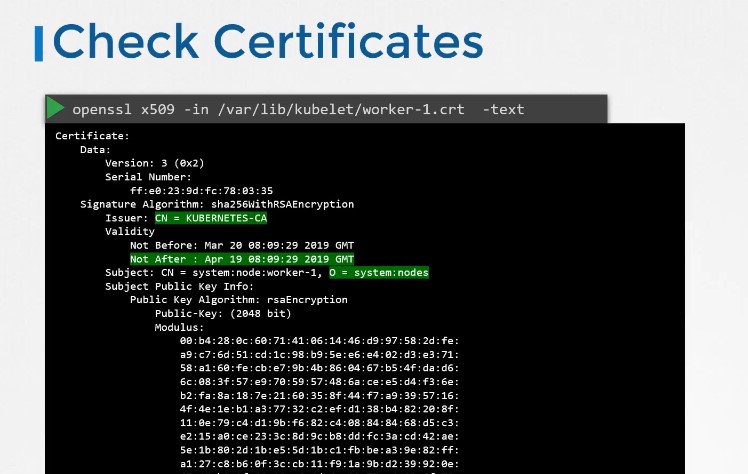 Check Certificates
openssl x509 -in /var/lib/kubelet/worker-1.crt -text
Certificate:
Data:
Version: 3 (0x2)
Serial Number:
ff:e0:23:9d:fc:78:03:35
Signature Algorithm: sha256WithRSAEncryption
Issuer: CN = KUBERNETES-CA
Validity
Not Before: Mar 20 08:09:29 2019 GMT
Not After : Apr 19 08:09:29 2019 GMT
Subject: CN = system:node:worker-1, O = system:nodes
Subject Public Key Info:
Public Key Algorithm: rsaEncryption
Public-Key: (2048 bit)
Modulus:
00:b4:28:0c:60:71:41:06:14:46:d9:97:58:2d:fe:
a9:c7:6d:51:cd:1c:98:b9:5e:e6:e4:02:d3:e3:71:
58:a1:60:fe:cb:e7:9b:4b:86:04:67:b5:4f:da:d6:
6c:08:3f:57:e9:70:59:57:48:6a:ce:e5:d4:f3:6e:
b2:fa:8a:18:7e:21:60:35:8f:44:f7:a9:39:57:16:
4f:4e:1e:b1:a3:77:32:c2:ef:d1:38:b4:82:20:8f:
11:0e:79:c4:d1:9b:f6:82:c4:08:84:84:68:d5:c3:
e2:15:a0:ce:23:3c:8d:9c:b8:dd:fc:3a:cd:42:ae:
5e:1b:80:2d:1b:e5:5d:1b:c1:fb:be:a3:9e:82:ff:
a1:27:c8:b6:0f:3c:cb:11:f9:1a:9b:d2:39:92:0e: